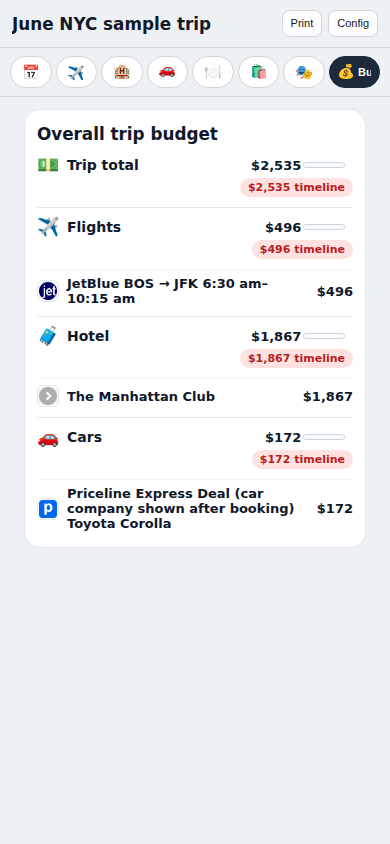 June NYC sample trip
Print
Config
Bu
Overall trip budget
Trip total
$2,535
$2,535 timeline
Flights
$496
$496 timeline
jet
JetBlue BOS → JFK 6:30 am–
10:15 am
$496
Hotel
$1,867
$1,867 timeline
The Manhattan Club
$1,867
Cars
$172
$172 timeline
p
Priceline Express Deal (car
company shown after booking)
Toyota Corolla
$172